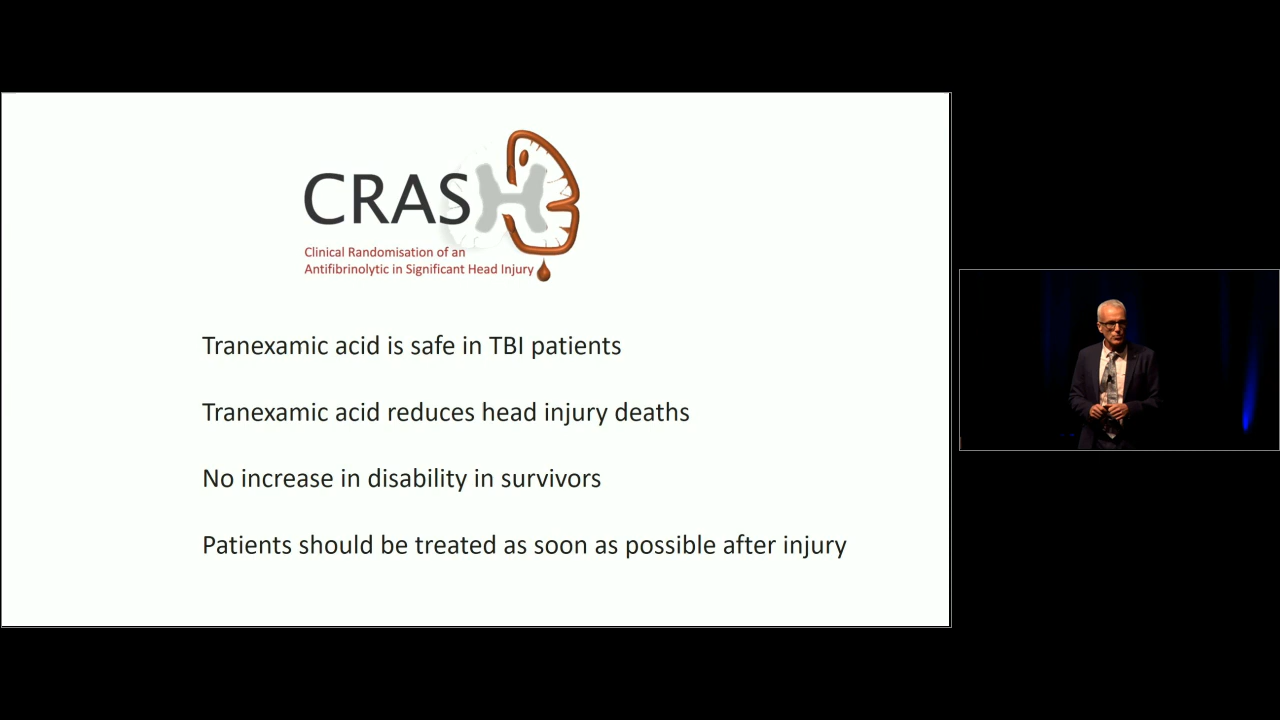 CRASH
Clinical Randomisation of an
Antifibrinolytic in Significant Head Injury
Tranexamic acid is safe in TBI patients
Tranexamic acid reduces head injury deaths
No increase in disability in survivors
Patients should be treated as soon as possible after injury